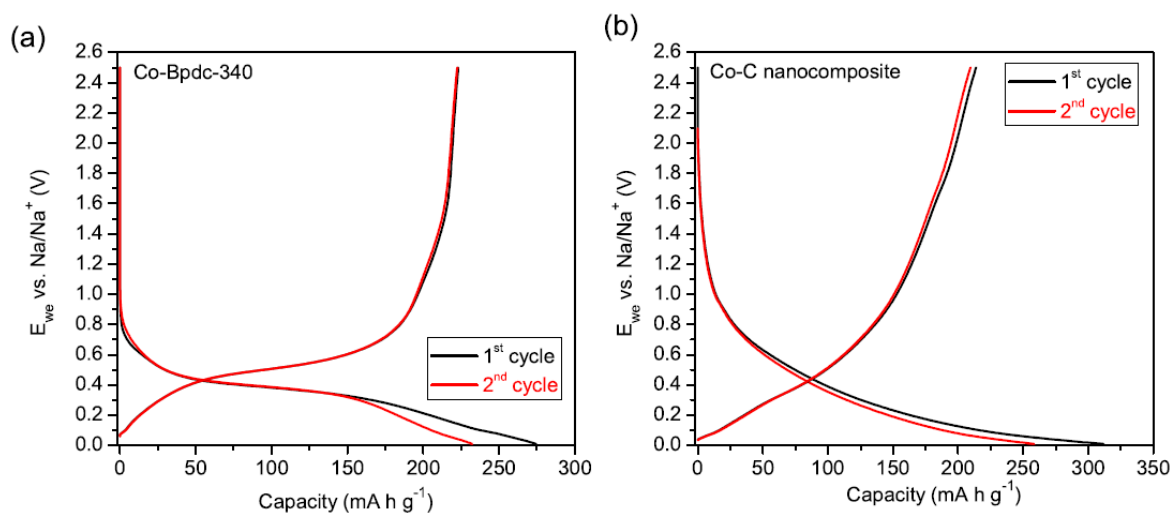 (a)
Co-Bpdc-340
E_we vs. Na/Na⁺ (V)
2.6
2.4
2.2
2.0
1.8
1.6
1.4
1.2
1.0
0.8
0.6
0.4
0.2
0.0
1ˢᵗ cycle
2ⁿᵈ cycle
0 50 100 150 200 250 300
Capacity (mA h g⁻¹)
(b)
Co-C nanocomposite
E_we vs. Na/Na⁺ (V)
2.6
2.4
2.2
2.0
1.8
1.6
1.4
1.2
1.0
0.8
0.6
0.4
0.2
0.0
1ˢᵗ cycle
2ⁿᵈ cycle
0 50 100 150 200 250 300 350
Capacity (mA h g⁻¹)